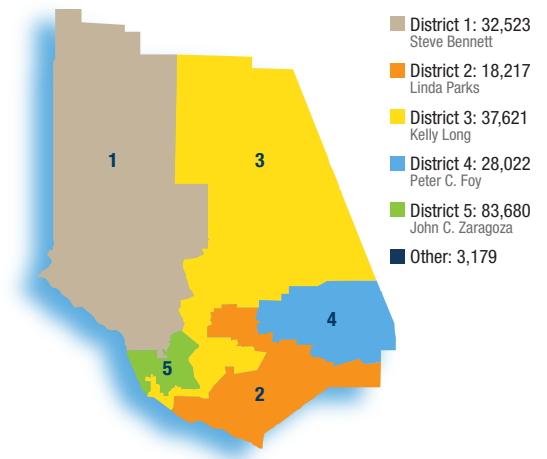 District 1: 32,523
Steve Bennett
District 2: 18,217
Linda Parks
District 3: 37,621
Kelly Long
District 4: 28,022
Peter C. Foy
District 5: 83,680
John C. Zaragoza
Other: 3,179
1
3
4
5
2